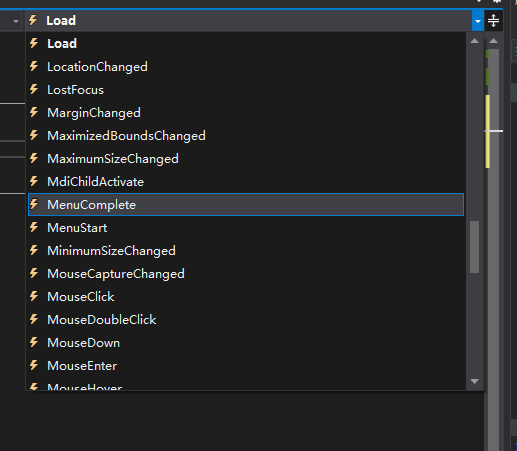 Load
Load
LocationChanged
LostFocus
MarginChanged
MaximizedBoundsChanged
MaximumSizeChanged
MdiChildActivate
MenuComplete
MenuStart
MinimumSizeChanged
MouseCaptureChanged
MouseClick
MouseDoubleClick
MouseDown
MouseEnter
MouseHover